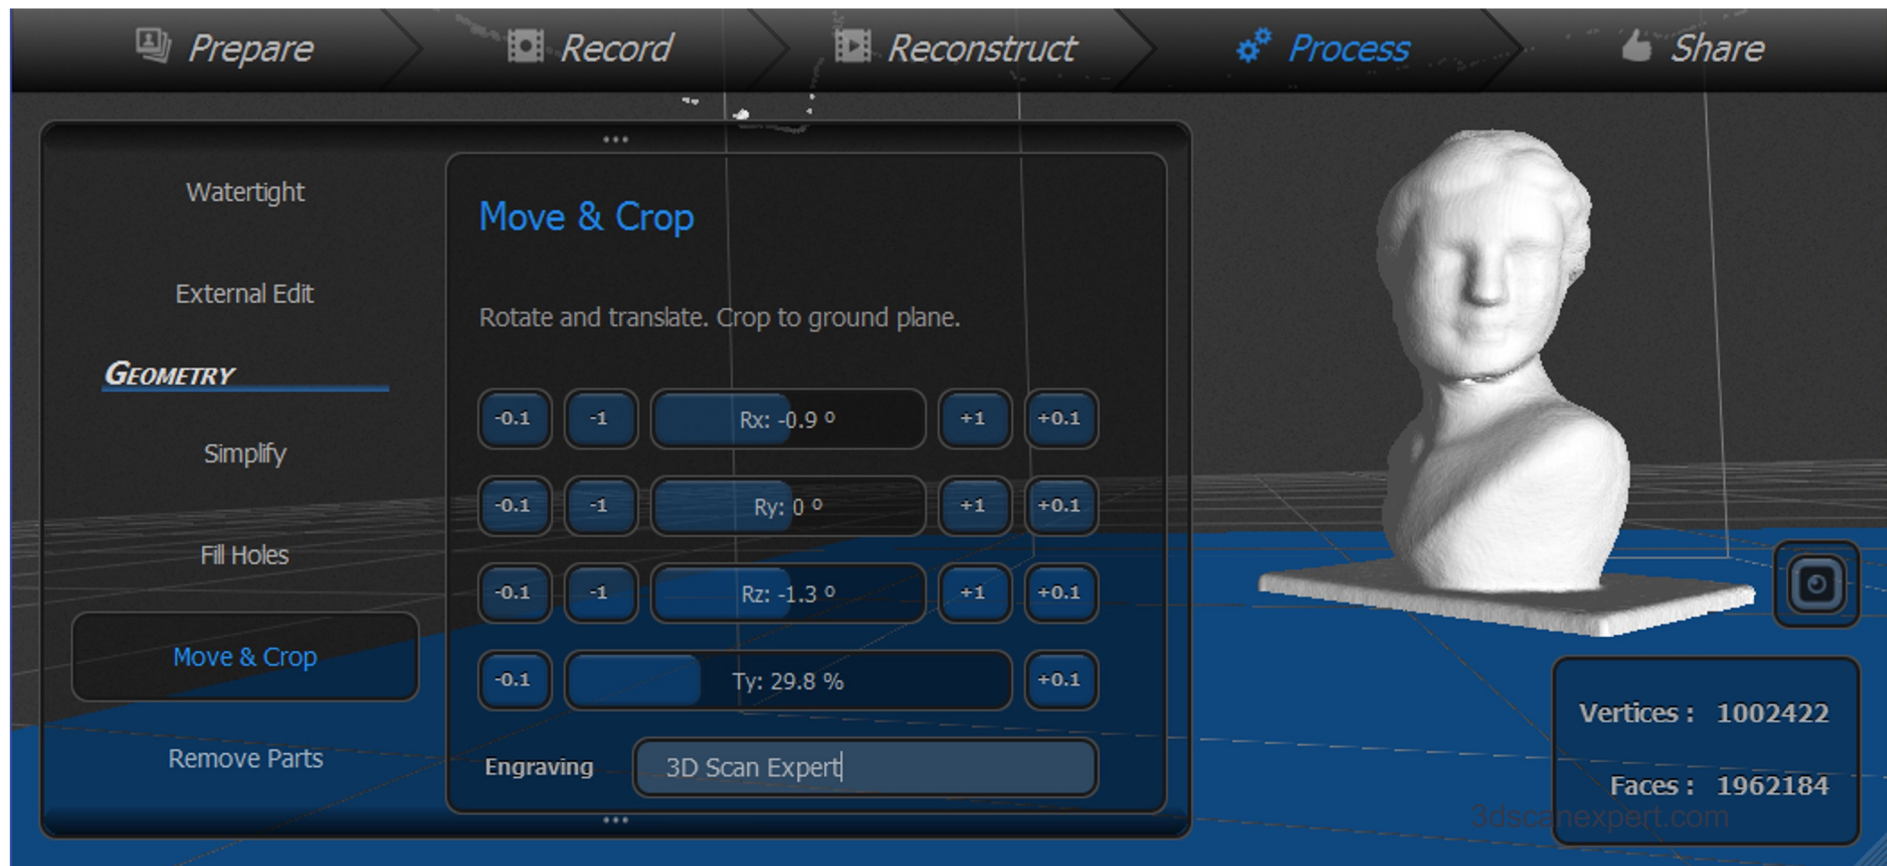 Prepare Record Reconstruct Process Share
Watertight
External Edit
GEOMETRY
Simplify
Fill Holes
Move & Crop
Remove Parts
Move & Crop
Rotate and translate. Crop to ground plane.
-0.1 -1 Rx: -0.9 º +1 +0.1
-0.1 -1 Ry: 0 º +1 +0.1
-0.1 -1 Rz: -1.3 º +1 +0.1
-0.1 Ty: 29.8 % +0.1
Engraving 3D Scan Expert
Vertices : 1002422
Faces : 1962184
3dscanexpert.com